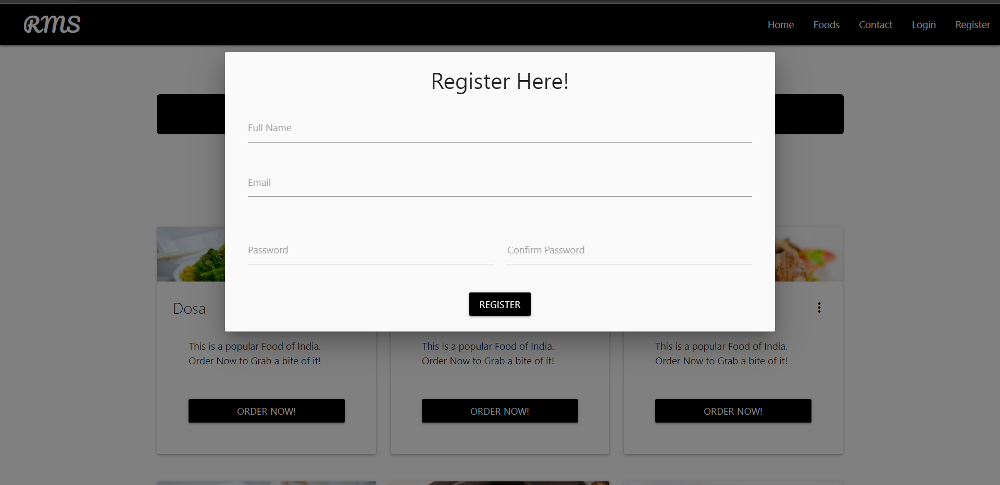 RMS
Home Foods Contact Login Register
Register Here!
Full Name
Email
Password Confirm Password
REGISTER
Dosa
This is a popular Food of India.
Order Now to Grab a bite of it!
ORDER NOW!
This is a popular Food of India.
Order Now to Grab a bite of it!
ORDER NOW!
This is a popular Food of India.
Order Now to Grab a bite of it!
ORDER NOW!